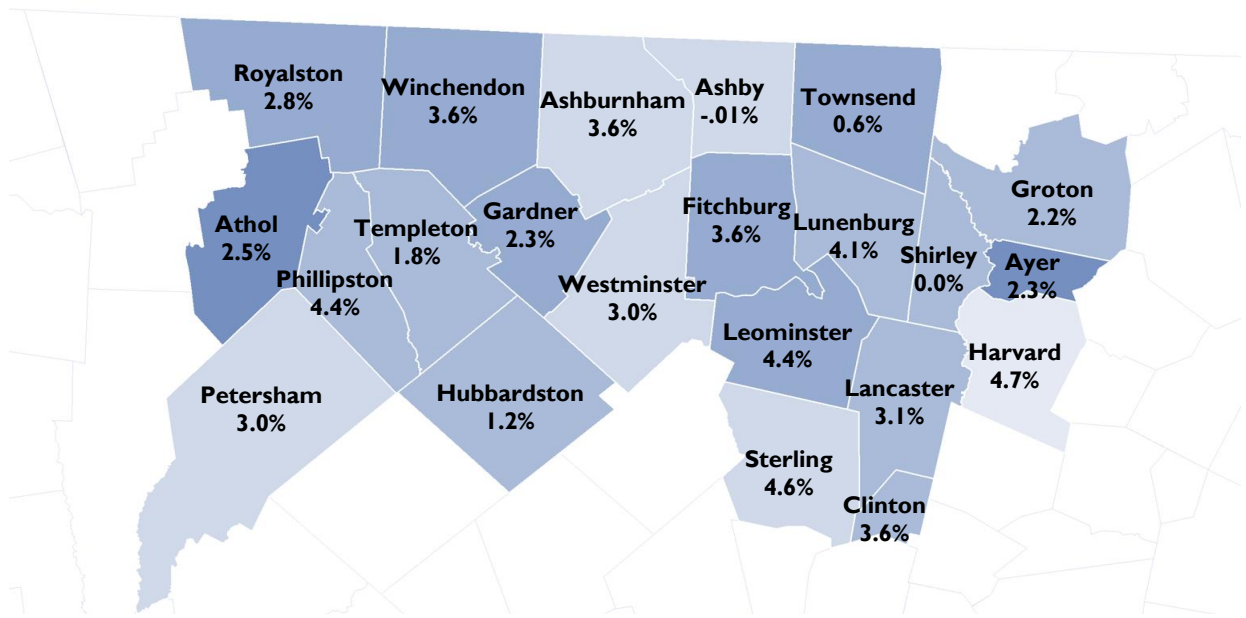 Royalston
2.8%
Winchendon
3.6%
Ashburnham
3.6%
Ashby
-.01%
Townsend
0.6%
Groton
2.2%
Athol
2.5%
Phillipston
4.4%
Templeton
1.8%
Gardner
2.3%
Westminster
3.0%
Fitchburg
3.6%
Lunenburg
4.1%
Shirley
0.0%
Ayer
2.3%
Petersham
3.0%
Hubbardston
1.2%
Leominster
4.4%
Lancaster
3.1%
Harvard
4.7%
Sterling
4.6%
Clinton
3.6%